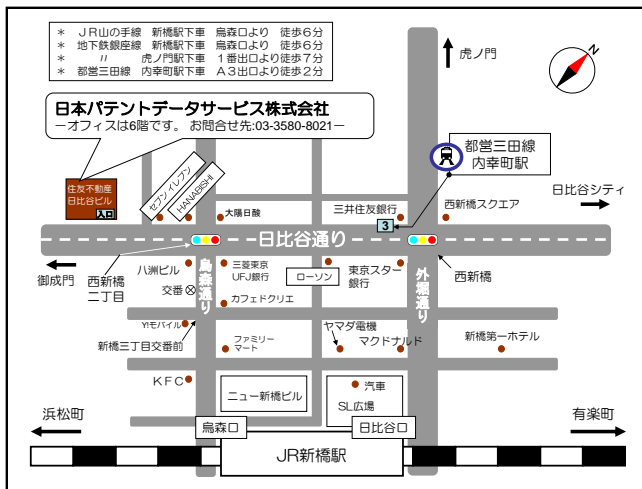 ＊ ＪＲ山の手線 新橋駅下車 烏森口より 徒歩６分
＊ 地下鉄銀座線 新橋駅下車 烏森口より 徒歩６分
＊ 〃 虎ノ門駅下車 １番出口より徒歩７分
＊ 都営三田線 内幸町駅下車 Ａ３出口より徒歩２分
虎ノ門
N
日本パテントデータサービス株式会社
－オフィスは6階です。 お問合せ先:03-3580-8021－
都営三田線
内幸町駅
住友不動産
日比谷ビル
入口
セブンイレブン
HANABISHI
大陽日酸
三井住友銀行
3
西新橋スクエア
日比谷シティ
日比谷通り
御成門
西新橋
二丁目
八洲ビル
交番
烏森通り
三菱東京
UFJ銀行
カフェドクリエ
ローソン
東京スター
銀行
外堀通り
西新橋
Y!モバイル
新橋三丁目交番前
ファミリー
マート
ヤマダ電機
マクドナルド
新橋第一ホテル
ＫＦＣ
ニュー新橋ビル
汽車
SL広場
浜松町
烏森口
日比谷口
有楽町
JR新橋駅